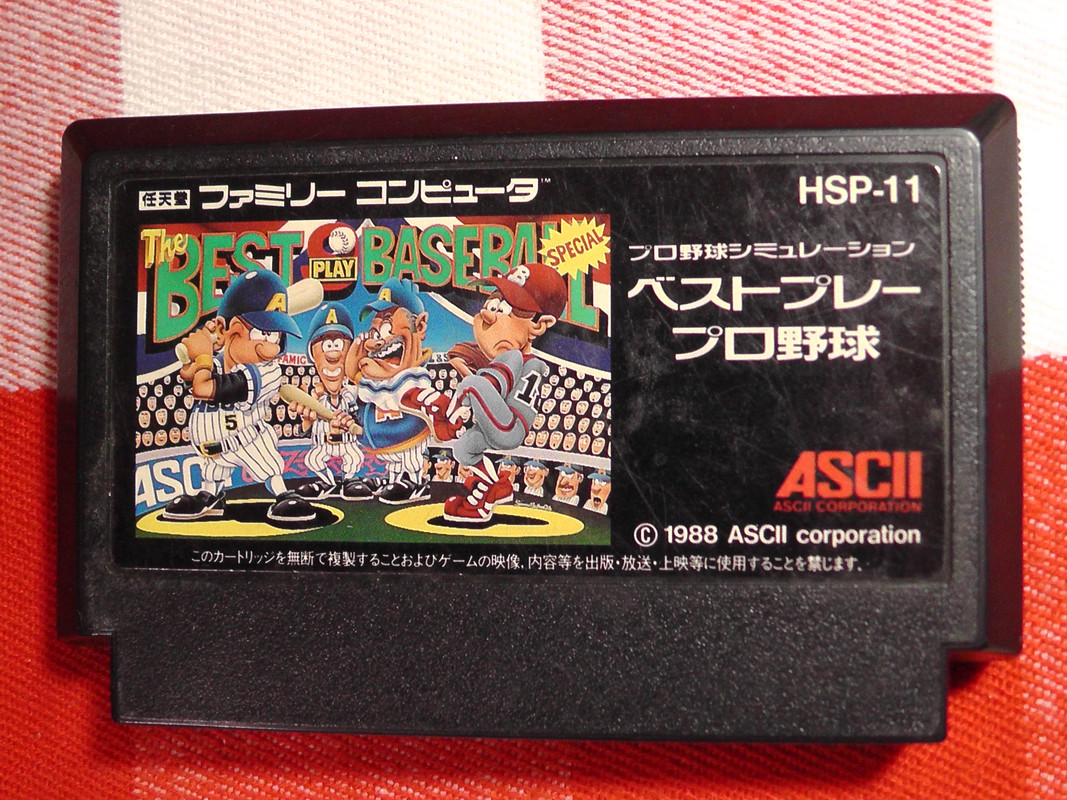 任天堂 ファミリー コンピュータ™
HSP-11
The
BEST PLAY BASEBALL
SPECIAL
プロ野球シミュレーション
ベストプレー
プロ野球
A
B
A
A
5
1
ASC
ASCII
ASCII CORPORATION
© 1988 ASCII corporation
このカートリッジを無断で複製することおよびゲームの映像,内容等を出版・放送・上映等に使用することを禁じます。